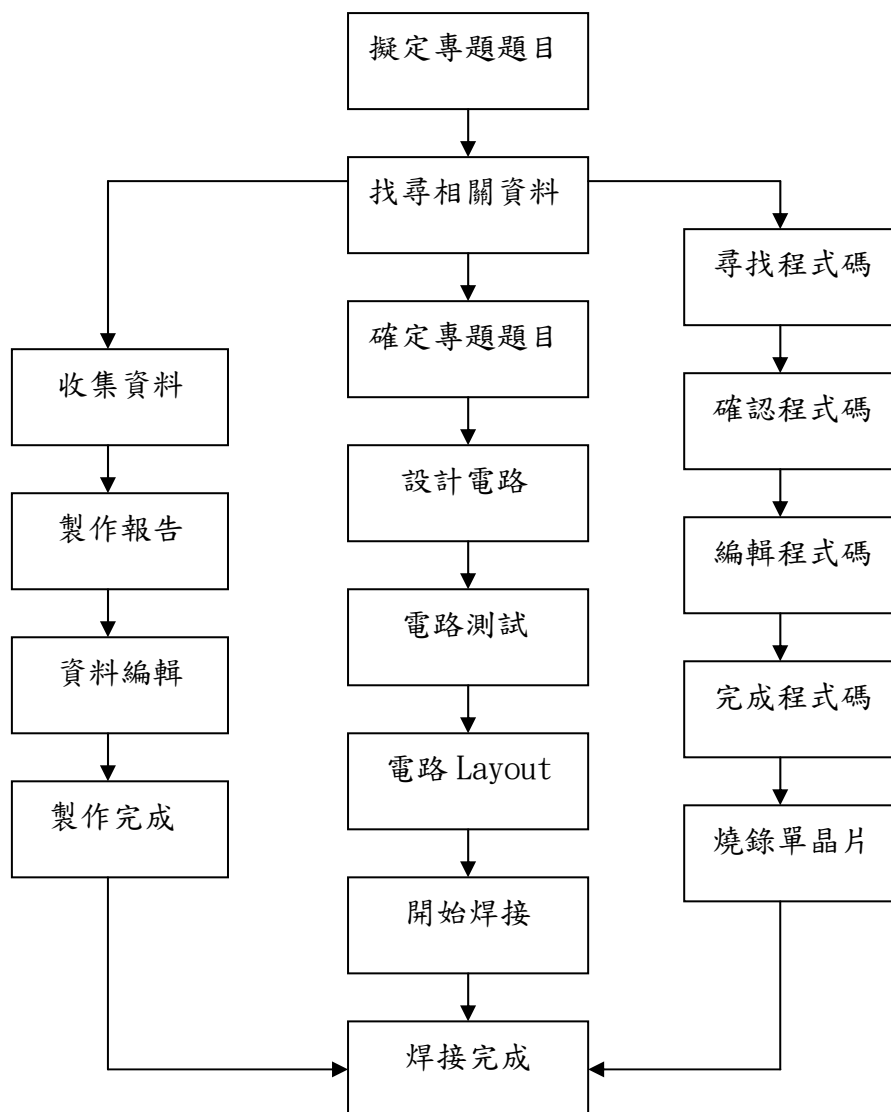 擬定專題題目
找尋相關資料
尋找程式碼
確定專題題目
收集資料
確認程式碼
設計電路
製作報告
編輯程式碼
電路測試
資料編輯
完成程式碼
電路 Layout
製作完成
燒錄單晶片
開始焊接
焊接完成